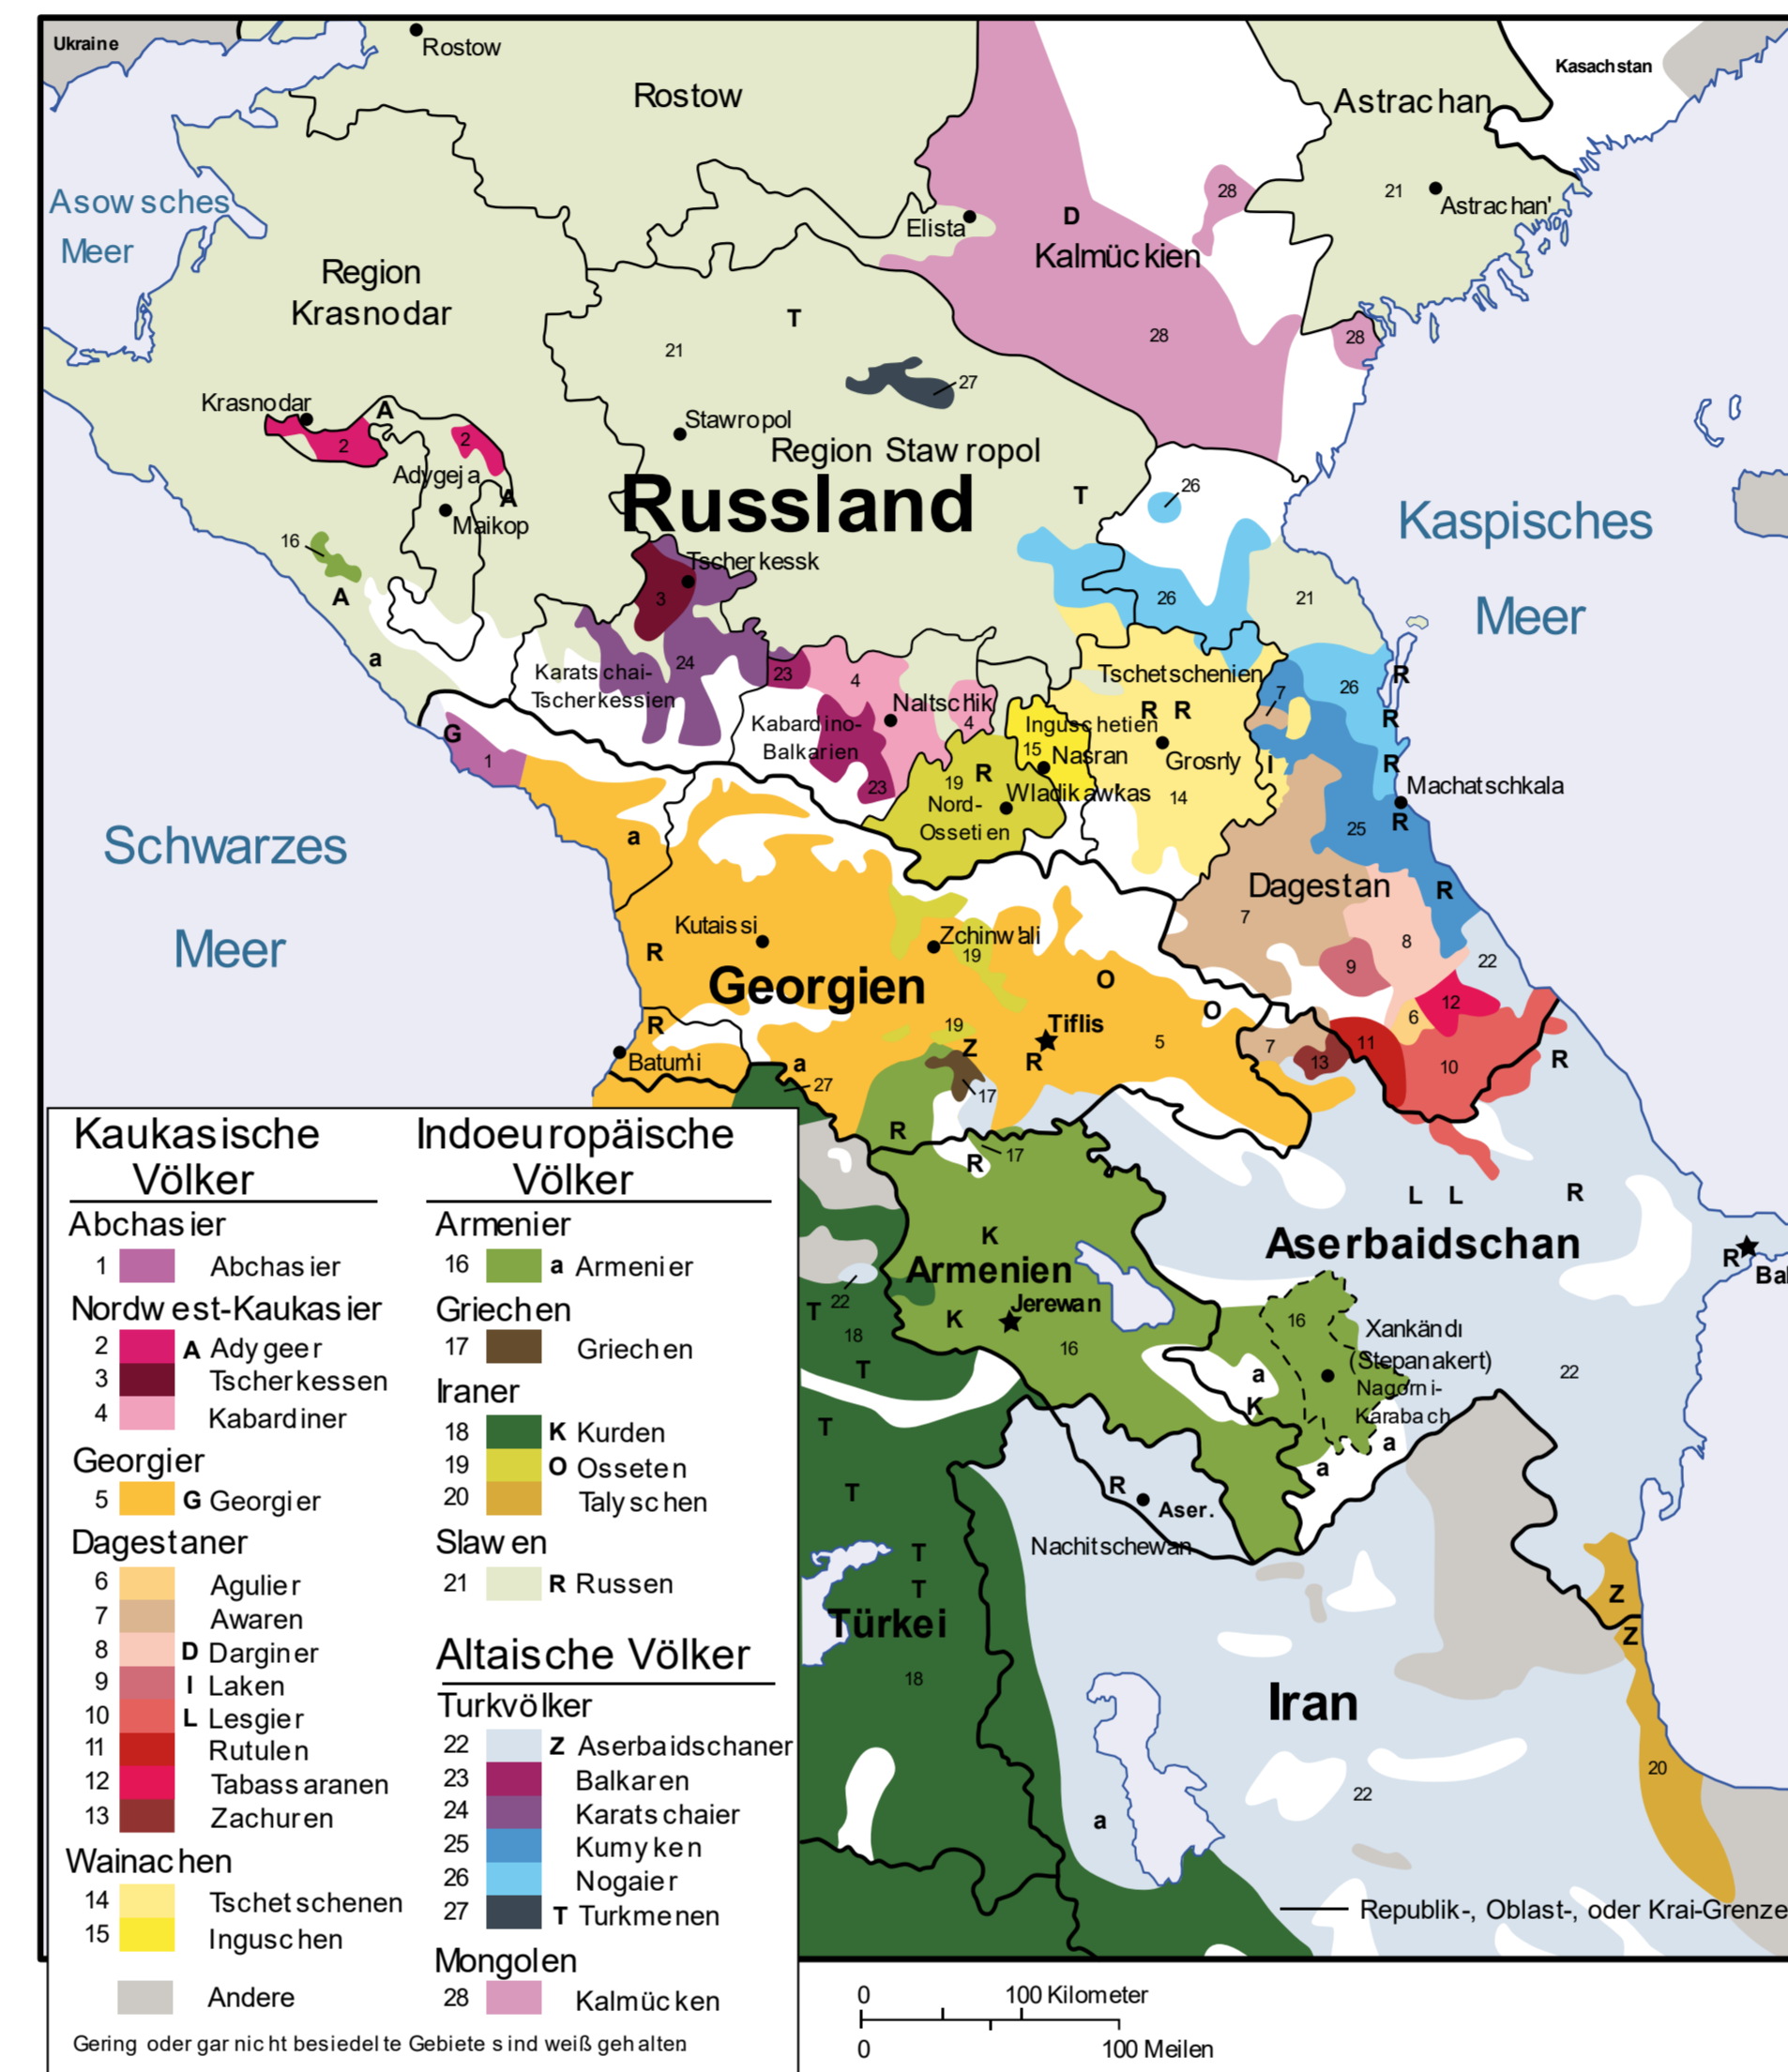 Ukraine
Rostow
Rostow
Kasachstan
Astrachan
Asowsches
Meer
D
28
21
Astrachan'
Elista
Kalmückien
Region
Krasnodar
T
21
28
28
27
Krasnodar
A
2
2
Stawropol
Region Stawropol
Adygeja
A
Maikop
Russland
T
26
Kaspisches
Meer
16
A
Tscherkessk
3
26
21
a
Karatschai-
Tscherkessien
24
23
4
Tschetschenien
7
26
R
Naltschik
4
Kabardino-
Balkarien
R R
Inguschetien
R
15
Nasran
Grosny
I
R
G
1
23
19
R
Nord-
Ossetien
Wladikawkas
14
Machatschkala
R
25
Schwarzes
Meer
a
Dagestan
R
7
8
Kutaissi
R
Zchinwali
19
Georgien
O
O
9
22
12
6
R
Batumi
19
Z
Tiflis
R
5
7
13
11
10
R
a
27
17
R
R
17
L L
R
K
Aserbaidschan
R
Bal
Armenien
22
T
18
T
K
Jerewan
16
16
Xankändi
(Stepanakert)
Nagorni-
Karabach
22
a
K
a
a
T
T
R
Aser.
Nachitschewan
T
T
Türkei
18
Z
Z
Iran
20
22
a
Republik-, Oblast-, oder Krai-Grenze
Kaukasische
Völker
Abchasier
1 Abchasier
Nordwest-Kaukasier
2 A Adygeer
3 Tscherkessen
4 Kabardiner
Georgier
5 G Georgier
Dagestaner
6 Agulier
7 Awaren
8 D Darginer
9 I Laken
10 L Lesgier
11 Rutulen
12 Tabassaranen
13 Zachuren
Wainachen
14 Tschetschenen
15 Inguschen
Andere
Indoeuropäische
Völker
Armenier
16 a Armenier
Griechen
17 Griechen
Iraner
18 K Kurden
19 O Osseten
20 Talyschen
Slawen
21 R Russen
Altaische Völker
Turkvölker
22 Z Aserbaidschaner
23 Balkaren
24 Karatschaier
25 Kumyken
26 Nogaier
27 T Turkmenen
Mongolen
28 Kalmücken
Gering oder gar nicht besiedelte Gebiete sind weiß gehalten
0 100 Kilometer
0 100 Meilen